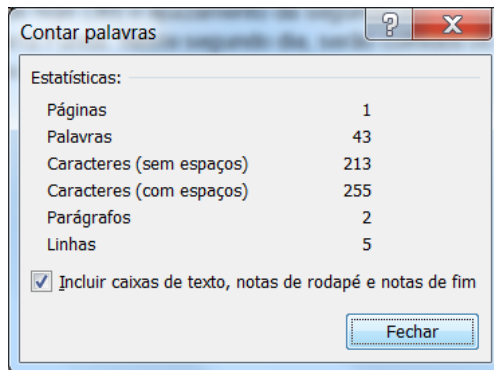 Contar palavras
Estatísticas:
Páginas 1
Palavras 43
Caracteres (sem espaços) 213
Caracteres (com espaços) 255
Parágrafos 2
Linhas 5
Incluir caixas de texto, notas de rodapé e notas de fim
Fechar